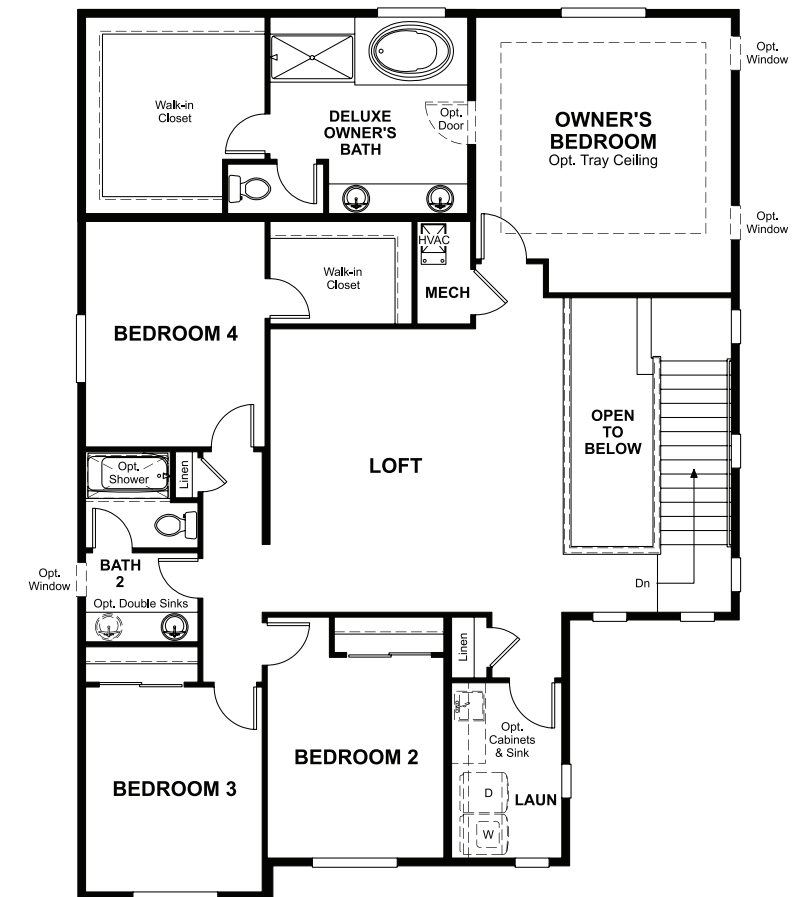 Opt.
Window
Walk-in
Closet
DELUXE
OWNER'S
BATH
Opt.
Door
OWNER'S
BEDROOM
Opt. Tray Ceiling
Opt.
Window
HVAC
MECH
Walk-in
Closet
BEDROOM 4
OPEN
TO
BELOW
LOFT
Opt.
Shower
Linen
BATH
2
Opt.
Window
Opt. Double Sinks
Dn
Linen
Opt.
Cabinets
& Sink
BEDROOM 2
BEDROOM 3
D
LAUN
W